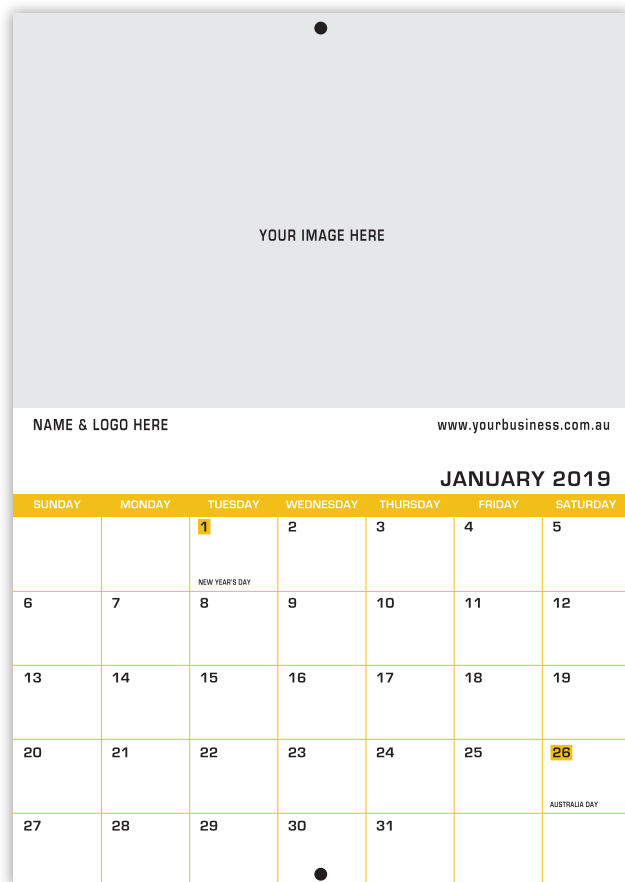 YOUR IMAGE HERE
NAME & LOGO HERE www.yourbusiness.com.au
JANUARY 2019
SUNDAY MONDAY TUESDAY WEDNESDAY THURSDAY FRIDAY SATURDAY
1 2 3 4 5
NEW YEAR'S DAY
6 7 8 9 10 11 12
13 14 15 16 17 18 19
20 21 22 23 24 25 26
AUSTRALIA DAY
27 28 29 30 31